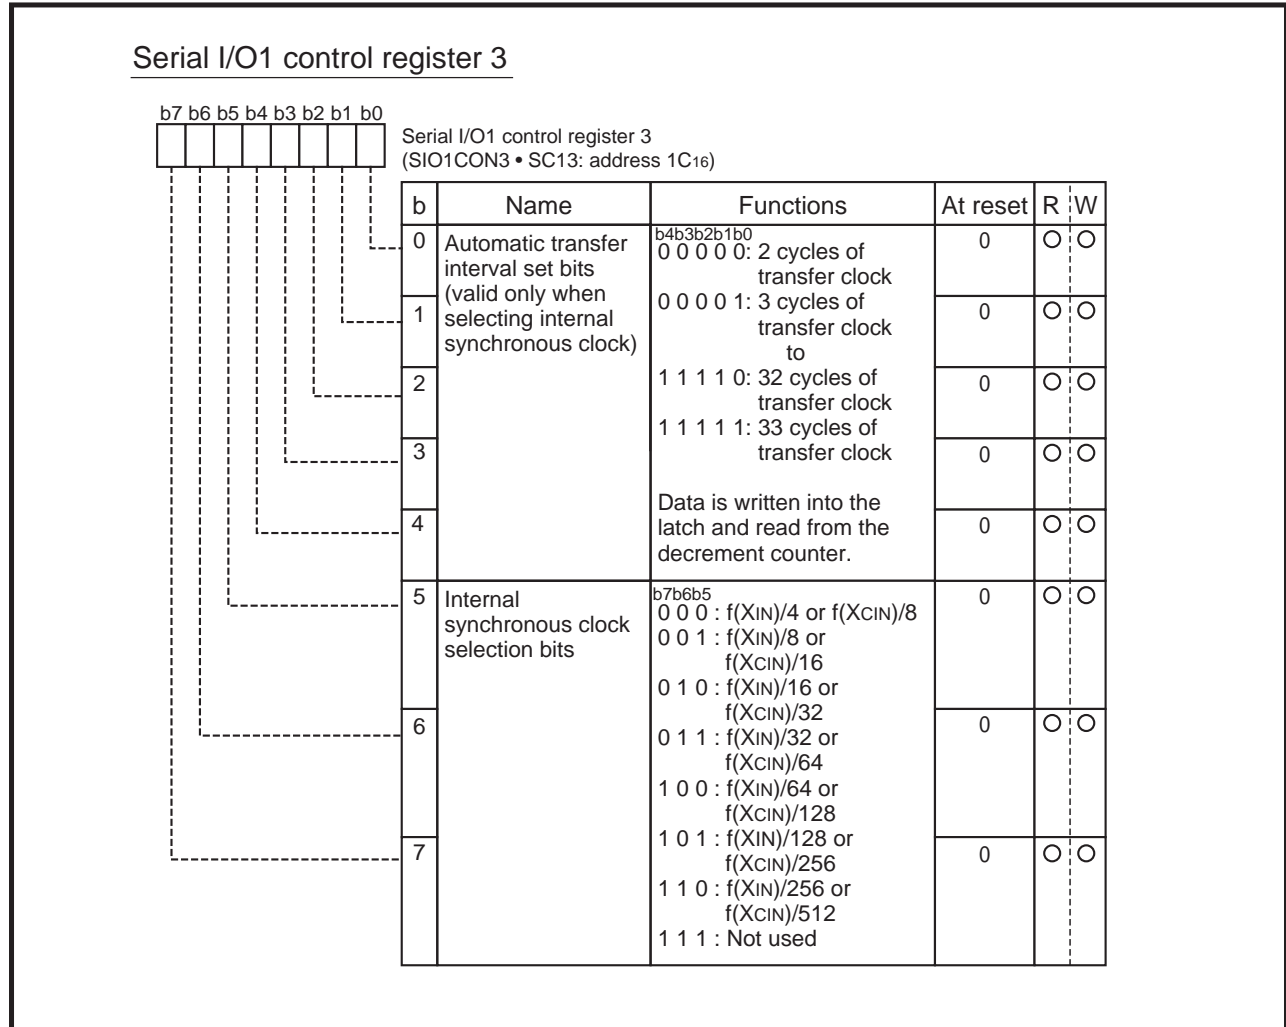 Serial I/O1 control register 3
b7 b6 b5 b4 b3 b2 b1 b0
Serial I/O1 control register 3
(SIO1CON3 • SC13: address 1C16)
b Name Functions At reset R W
0 Automatic transfer
interval set bits
(valid only when
selecting internal
synchronous clock)
b4b3b2b1b0
0 0 0 0 0: 2 cycles of
transfer clock
0 0 0 0 1: 3 cycles of
transfer clock
to
1 1 1 1 0: 32 cycles of
transfer clock
1 1 1 1 1: 33 cycles of
transfer clock
Data is written into the
latch and read from the
decrement counter.
0
1
0
2
0
3
0
4
0
5 Internal
synchronous clock
selection bits
b7b6b5
0 0 0 : f(XIN)/4 or f(XCIN)/8
0 0 1 : f(XIN)/8 or
f(XCIN)/16
0 1 0 : f(XIN)/16 or
f(XCIN)/32
0 1 1 : f(XIN)/32 or
f(XCIN)/64
1 0 0 : f(XIN)/64 or
f(XCIN)/128
1 0 1 : f(XIN)/128 or
f(XCIN)/256
1 1 0 : f(XIN)/256 or
f(XCIN)/512
1 1 1 : Not used
0
6
0
7
0